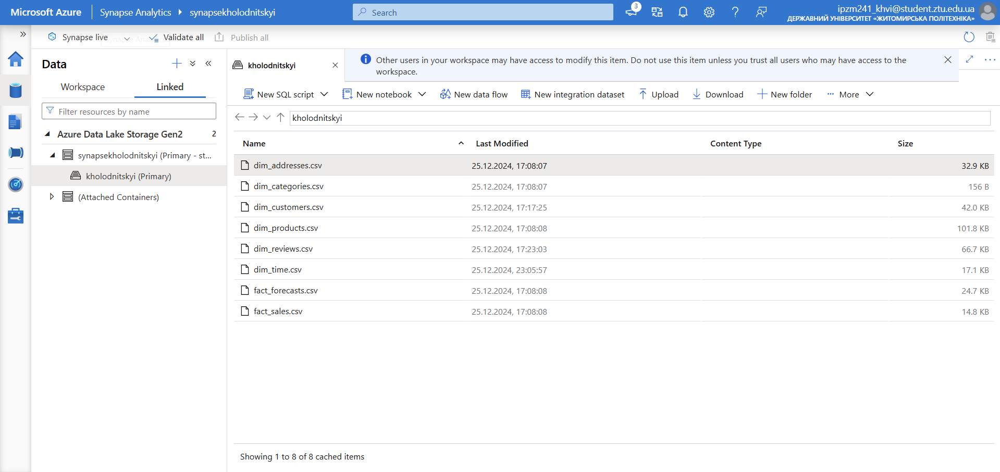 Microsoft Azure
Synapse Analytics
synapsekholodnitskyi
Search
3
ipzm241_khvi@student.ztu.edu.ua
ДЕРЖАВНИЙ УНІВЕРСИТЕТ «ЖИТОМИРСЬКА ПОЛІТЕХНІКА»
Synapse live
Validate all
Publish all
Data
Workspace
Linked
Filter resources by name
Azure Data Lake Storage Gen2
2
synapsekholodnitskyi (Primary - st...
kholodnitskyi (Primary)
(Attached Containers)
kholodnitskyi
Other users in your workspace may have access to modify this item. Do not use this item unless you trust all users who may have access to the
workspace.
New SQL script
New notebook
New data flow
New integration dataset
Upload
Download
New folder
More
kholodnitskyi
Name Last Modified Content Type Size
dim_addresses.csv 25.12.2024, 17:08:07 32.9 KB
dim_categories.csv 25.12.2024, 17:08:07 156 B
dim_customers.csv 25.12.2024, 17:17:25 42.0 KB
dim_products.csv 25.12.2024, 17:08:08 101.8 KB
dim_reviews.csv 25.12.2024, 17:23:03 66.7 KB
dim_time.csv 25.12.2024, 23:05:57 17.1 KB
fact_forecasts.csv 25.12.2024, 17:08:08 24.7 KB
fact_sales.csv 25.12.2024, 17:08:08 14.8 KB
Showing 1 to 8 of 8 cached items